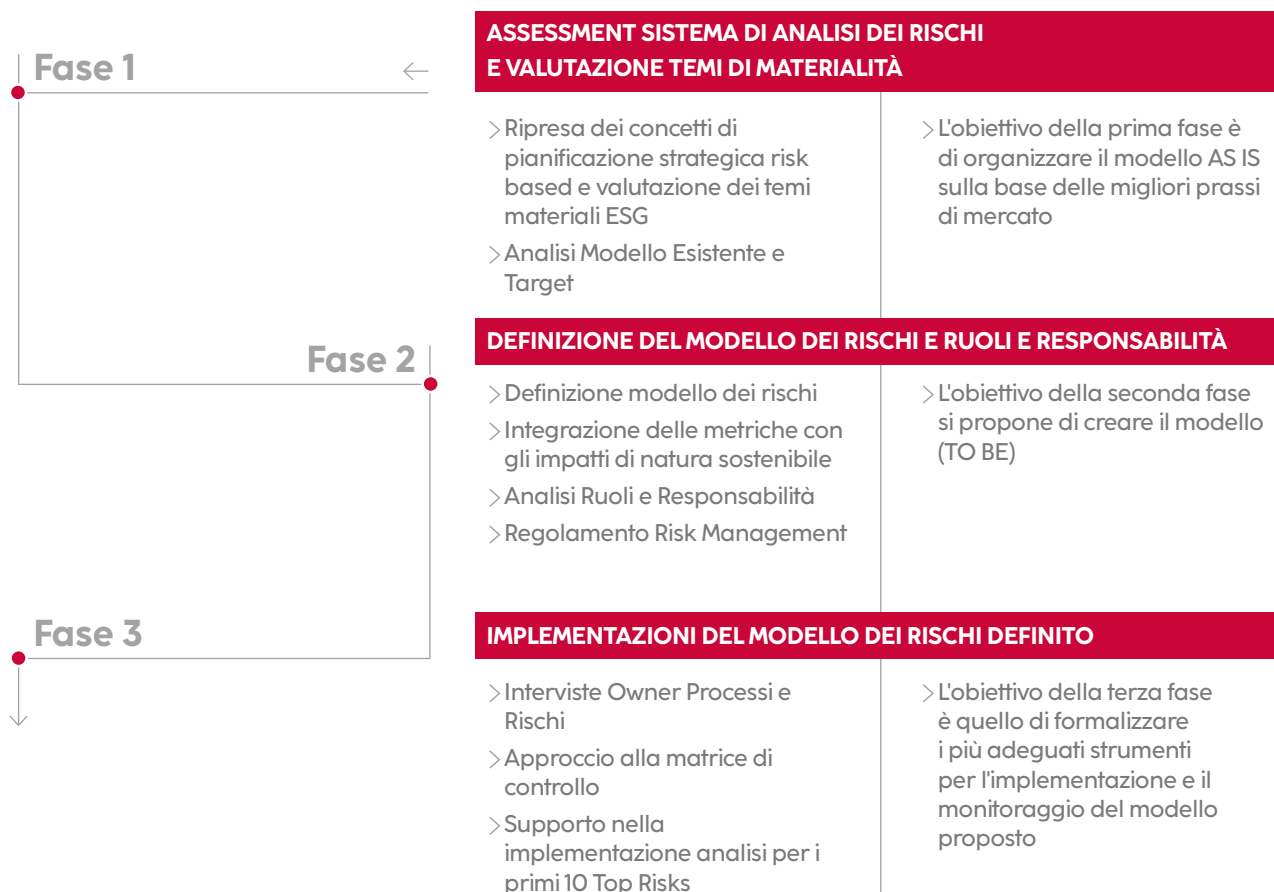 Fase 1
ASSESSMENT SISTEMA DI ANALISI DEI RISCHI
E VALUTAZIONE TEMI DI MATERIALITÀ
Ripresa dei concetti di
pianificazione strategica risk
based e valutazione dei temi
materiali ESG
Analisi Modello Esistente e
Target
L'obiettivo della prima fase è
di organizzare il modello AS IS
sulla base delle migliori prassi
di mercato
Fase 2
DEFINIZIONE DEL MODELLO DEI RISCHI E RUOLI E RESPONSABILITÀ
Definizione modello dei rischi
Integrazione delle metriche con
gli impatti di natura sostenibile
Analisi Ruoli e Responsabilità
Regolamento Risk Management
L'obiettivo della seconda fase
si propone di creare il modello
(TO BE)
Fase 3
IMPLEMENTAZIONI DEL MODELLO DEI RISCHI DEFINITO
Interviste Owner Processi e
Rischi
Approccio alla matrice di
controllo
Supporto nella
implementazione analisi per i
primi 10 Top Risks
L'obiettivo della terza fase
è quello di formalizzare
i più adeguati strumenti
per l'implementazione e il
monitoraggio del modello
proposto